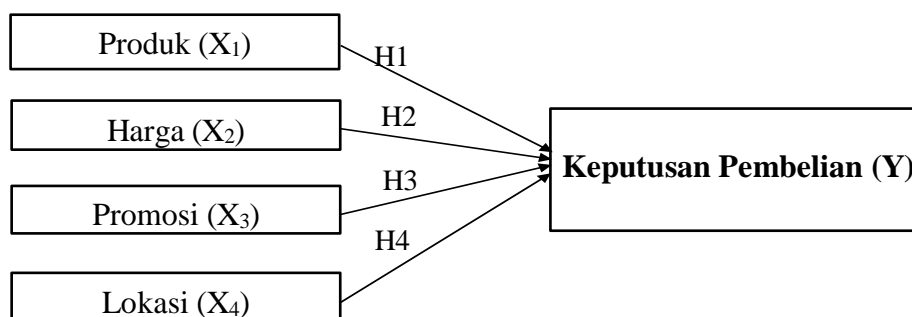 Produk (X₁)
H1
Harga (X₂)
H2
Keputusan Pembelian (Y)
H3
Promosi (X₃)
H4
Lokasi (X₄)